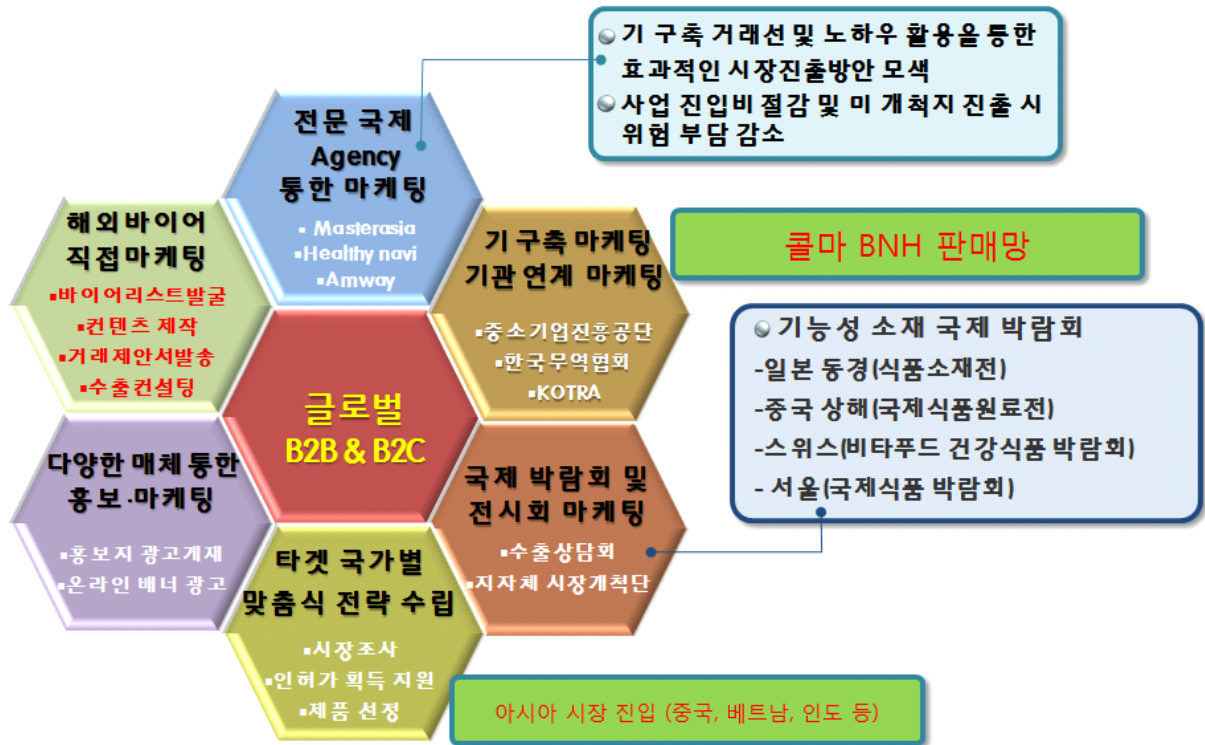 기 구축 거래선 및 노하우 활용을 통한
효과적인 시장진출방안 모색
사업 진입비 절감 및 미 개척지 진출 시
위험 부담 감소
전문 국제
Agency
통한 마케팅
▪ Masterasia
▪Healthy navi
▪Amway
해외바이어
직접마케팅
▪바이어리스트발굴
▪컨텐츠 제작
▪거래제안서발송
▪수출컨설팅
기 구축 마케팅
기관 연계 마케팅
▪중소기업진흥공단
▪한국무역협회
▪KOTRA
콜마 BNH 판매망
글로벌
B2B & B2C
기능성 소재 국제 박람회
-일본 동경(식품소재전)
-중국 상해(국제식품원료전)
-스위스(비타푸드 건강식품 박람회)
- 서울(국제식품 박람회)
다양한 매체 통한
홍보·마케팅
▪홍보지 광고게재
▪온라인 배너 광고
국제 박람회 및
전시회 마케팅
▪수출상담회
▪지자체 시장개척단
타겟 국가별
맞춤식 전략 수립
▪시장조사
▪인허가 획득 지원
▪제품 선정
아시아 시장 진입 (중국, 베트남, 인도 등)